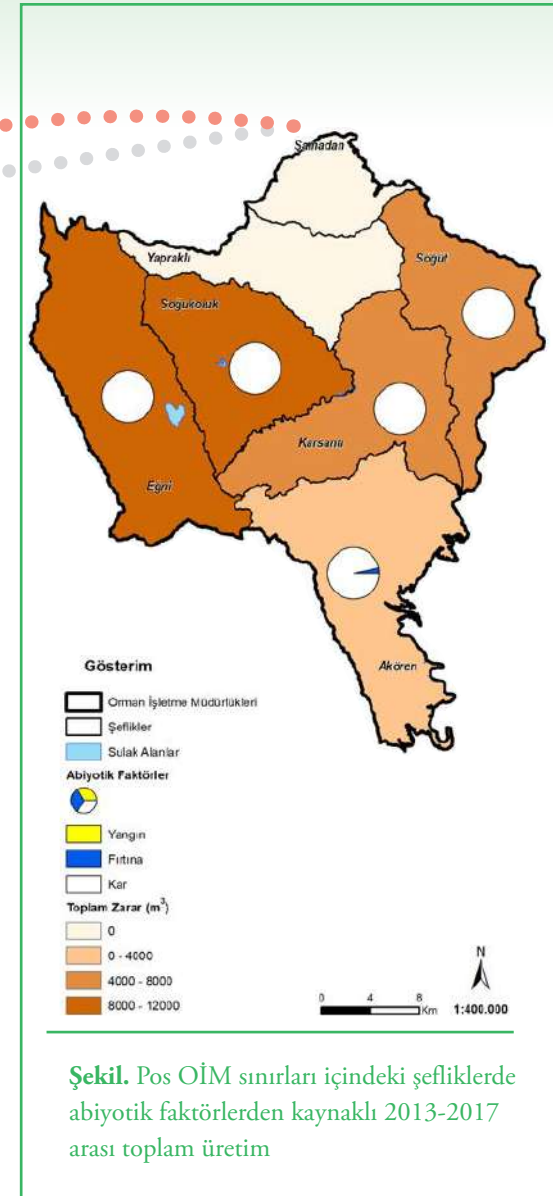 Şamadan
Yapraklı
Söğüt
Soğukoluk
Karsantı
Eğni
Akören
Gösterim
Orman İşletme Müdürlükleri
Şeflikler
Sulak Alanlar
Abiyotik Faktörler
Yangın
Fırtına
Kar
Toplam Zarar (m³)
0
0 - 4000
4000 - 8000
8000 - 12000
N
0 4 8
Km 1:400.000
Şekil. Pos OİM sınırları içindeki şefliklerde
abiyotik faktörlerden kaynaklı 2013-2017
arası toplam üretim